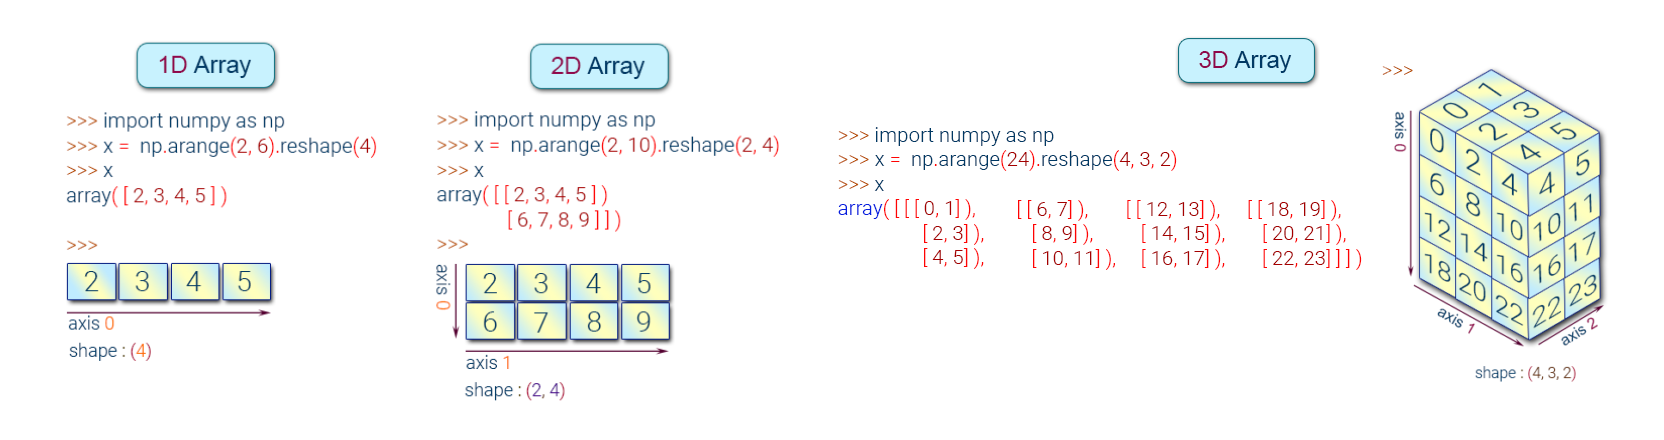 1D Array
>>> import numpy as np
>>> x = np.arange(2, 6).reshape(4)
>>> x
array( [ 2, 3, 4, 5 ] )
>>>
2 3 4 5
axis 0
shape : (4)
2D Array
>>> import numpy as np
>>> x = np.arange(2, 10).reshape(2, 4)
>>> x
array( [ [ 2, 3, 4, 5 ] )
[ 6, 7, 8, 9 ] ] )
>>>
axis 0
2 3 4 5
6 7 8 9
axis 1
shape : (2, 4)
3D Array
>>> import numpy as np
>>> x = np.arange(24).reshape(4, 3, 2)
>>> x
array( [ [ [ 0, 1] ), [ [ 6, 7] ), [ [ 12, 13] ), [ [ 18, 19] ),
[ 2, 3] ), [ 8, 9] ), [ 14, 15] ), [ 20, 21] ),
[ 4, 5] ), [ 10, 11] ), [ 16, 17] ), [ 22, 23] ] ] )
>>>
axis 0
0 1
2 3
4 5
0 2 4 4 5
6 8 10 10 11
12 14 16 16 17
18 20 22 22 23
axis 1
axis 2
shape : (4, 3, 2)